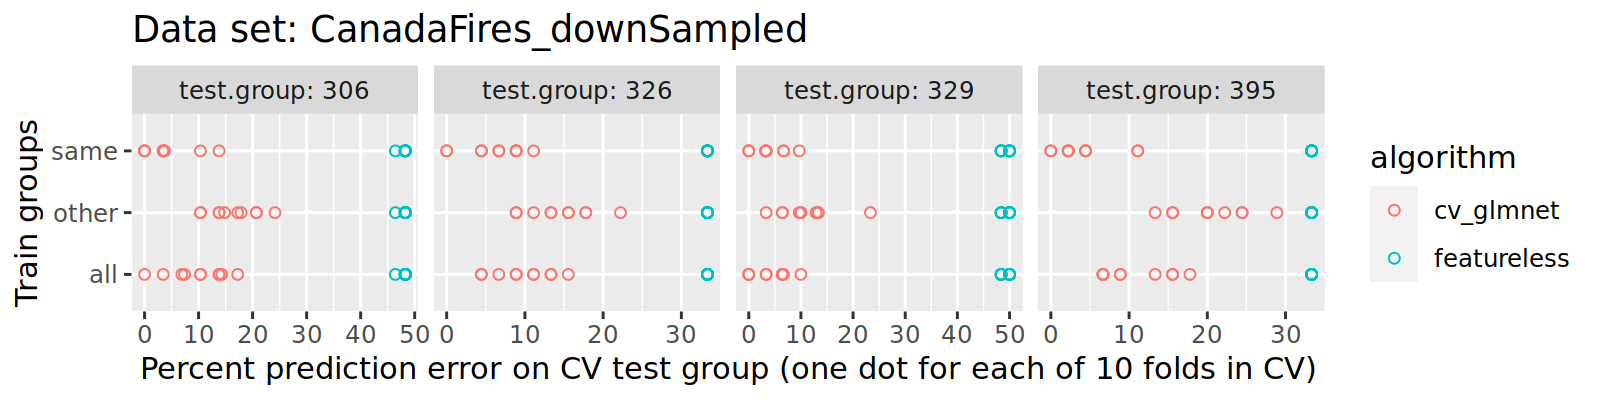 Data set: CanadaFires_downSampled
test.group: 306
test.group: 326
test.group: 329
test.group: 395
Train groups
same
other
all
0 10 20 30 40 50
0 10 20 30
0 10 20 30 40 50
0 10 20 30
Percent prediction error on CV test group (one dot for each of 10 folds in CV)
algorithm
cv_glmnet
featureless